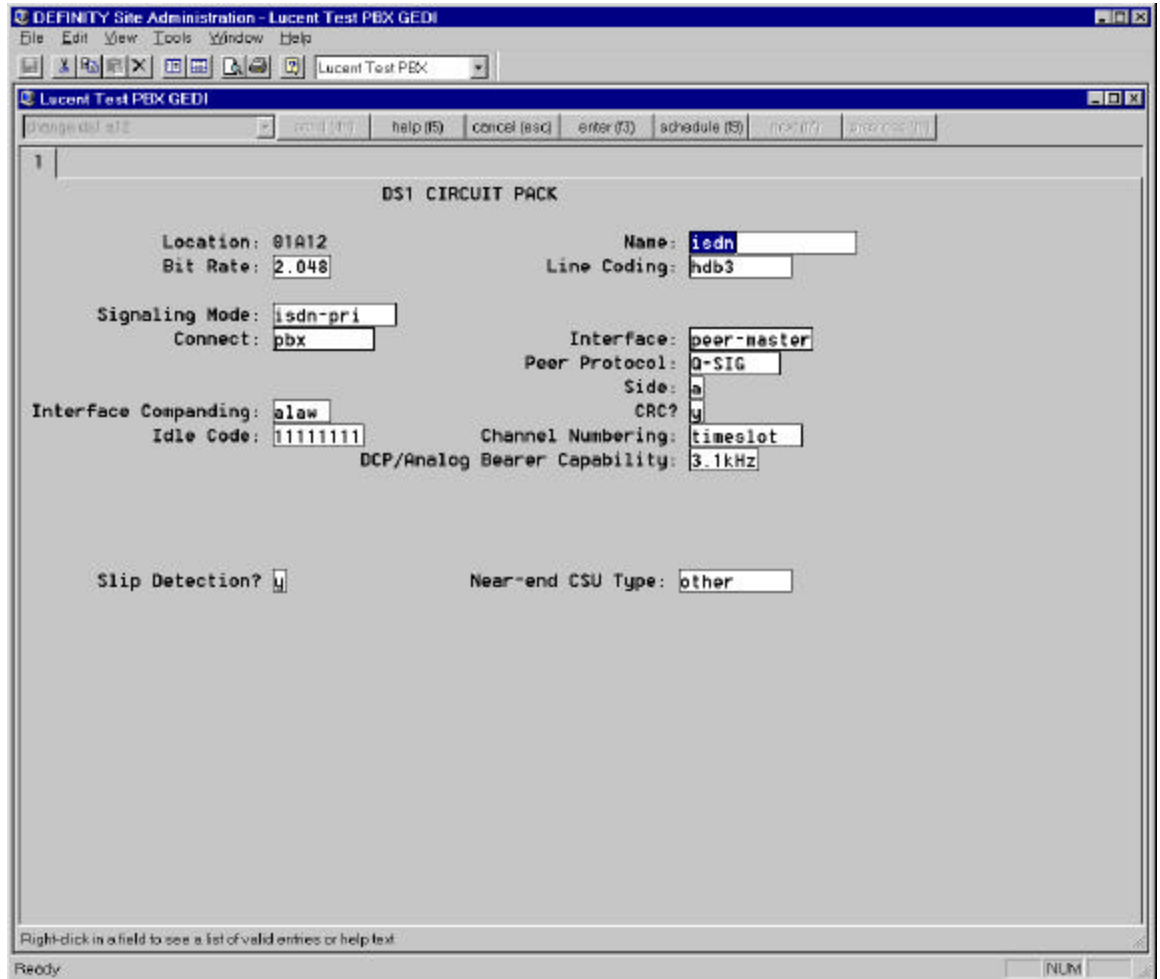 DEFINITY Site Administration - Lucent Test PBX GEDI
File Edit View Tools Window Help
Lucent Test PBX
Lucent Test PBX GEDI
change ds1 a12 help (f5) cancel (esc) enter (f3) schedule (f9)
1
DS1 CIRCUIT PACK
Location: 01A12 Name: isdn
Bit Rate: 2.048 Line Coding: hdb3
Signaling Mode: isdn-pri
Connect: pbx Interface: peer-master
Peer Protocol: Q-SIG
Side: a
Interface Companding: alaw CRC? y
Idle Code: 11111111 Channel Numbering: timeslot
DCP/Analog Bearer Capability: 3.1kHz
Slip Detection? y Near-end CSU Type: other
Right-click in a field to see a list of valid entries or help text
Ready NUM